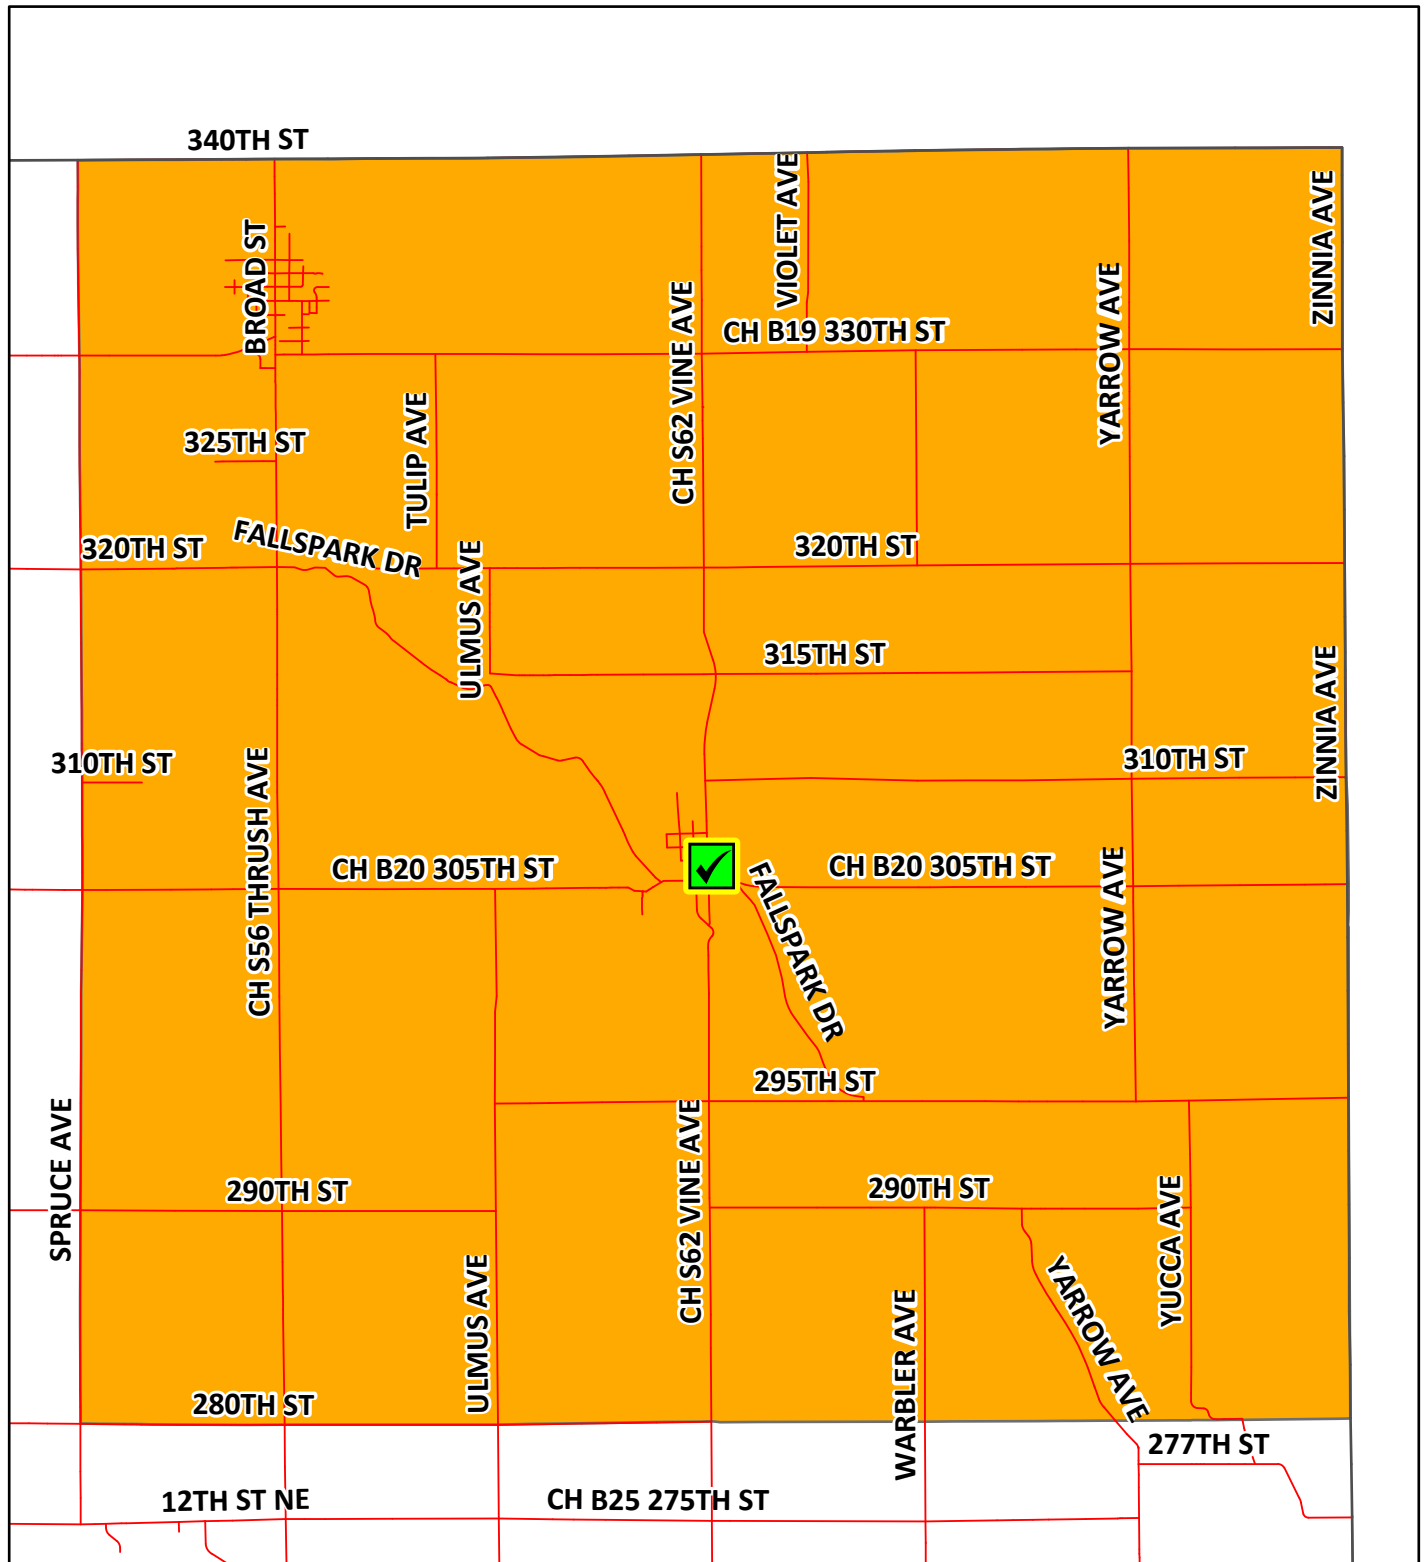 340TH ST
VIOLET AVE
ZINNIA AVE
BROAD ST
YARROW AVE
CH S62 VINE AVE
CH B19 330TH ST
TULIP AVE
325TH ST
FALLSPARK DR
320TH ST
320TH ST
ULMUS AVE
315TH ST
ZINNIA AVE
310TH ST
310TH ST
CH S56 THRUSH AVE
CH B20 305TH ST
CH B20 305TH ST
FALLSPARK DR
YARROW AVE
295TH ST
SPRUCE AVE
CH S62 VINE AVE
290TH ST
290TH ST
YUCCA AVE
ULMUS AVE
YARROW AVE
WARBLER AVE
280TH ST
277TH ST
12TH ST NE
CH B25 275TH ST